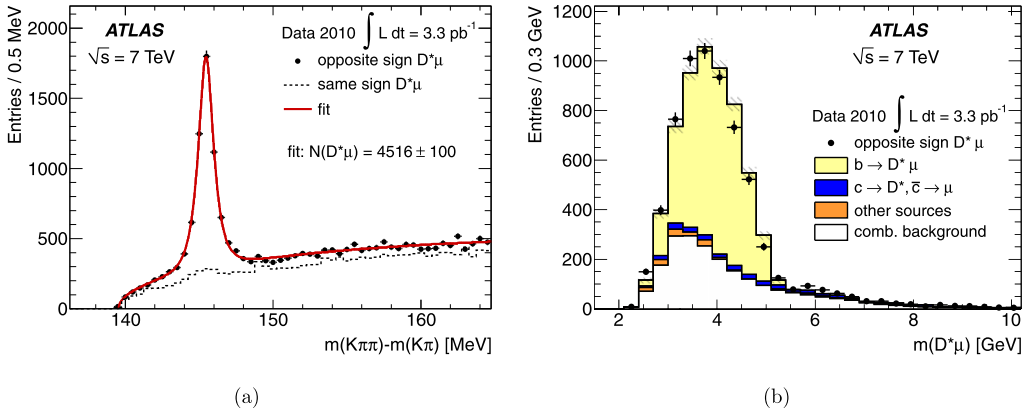 Entries / 0.5 MeV
2000
1500
1000
500
0
ATLAS
√s = 7 TeV
Data 2010 ∫ L dt = 3.3 pb⁻¹
opposite sign D*μ
same sign D*μ
fit
fit: N(D*μ) = 4516 ± 100
140
150
160
m(Kππ)-m(Kπ) [MeV]
(a)
Entries / 0.3 GeV
1200
1000
800
600
400
200
0
ATLAS
√s = 7 TeV
Data 2010 ∫ L dt = 3.3 pb⁻¹
opposite sign D* μ
b → D* μ
c → D*, c̅ → μ
other sources
comb. background
2
4
6
8
10
m(D*μ) [GeV]
(b)